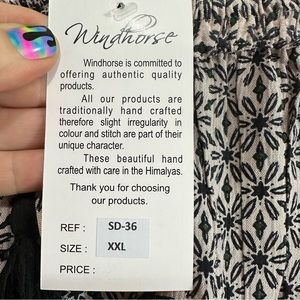 Windhorse
Windhorse is committed to
offering authentic quality
products.
All our products are
traditionally hand crafted
therefore slight irregularity in
colour and stitch are part of their
unique character.
These beautiful hand
crafted with care in the Himalyas.
Thank you for choosing
our products.
REF : SD-36
SIZE : XXL
PRICE :